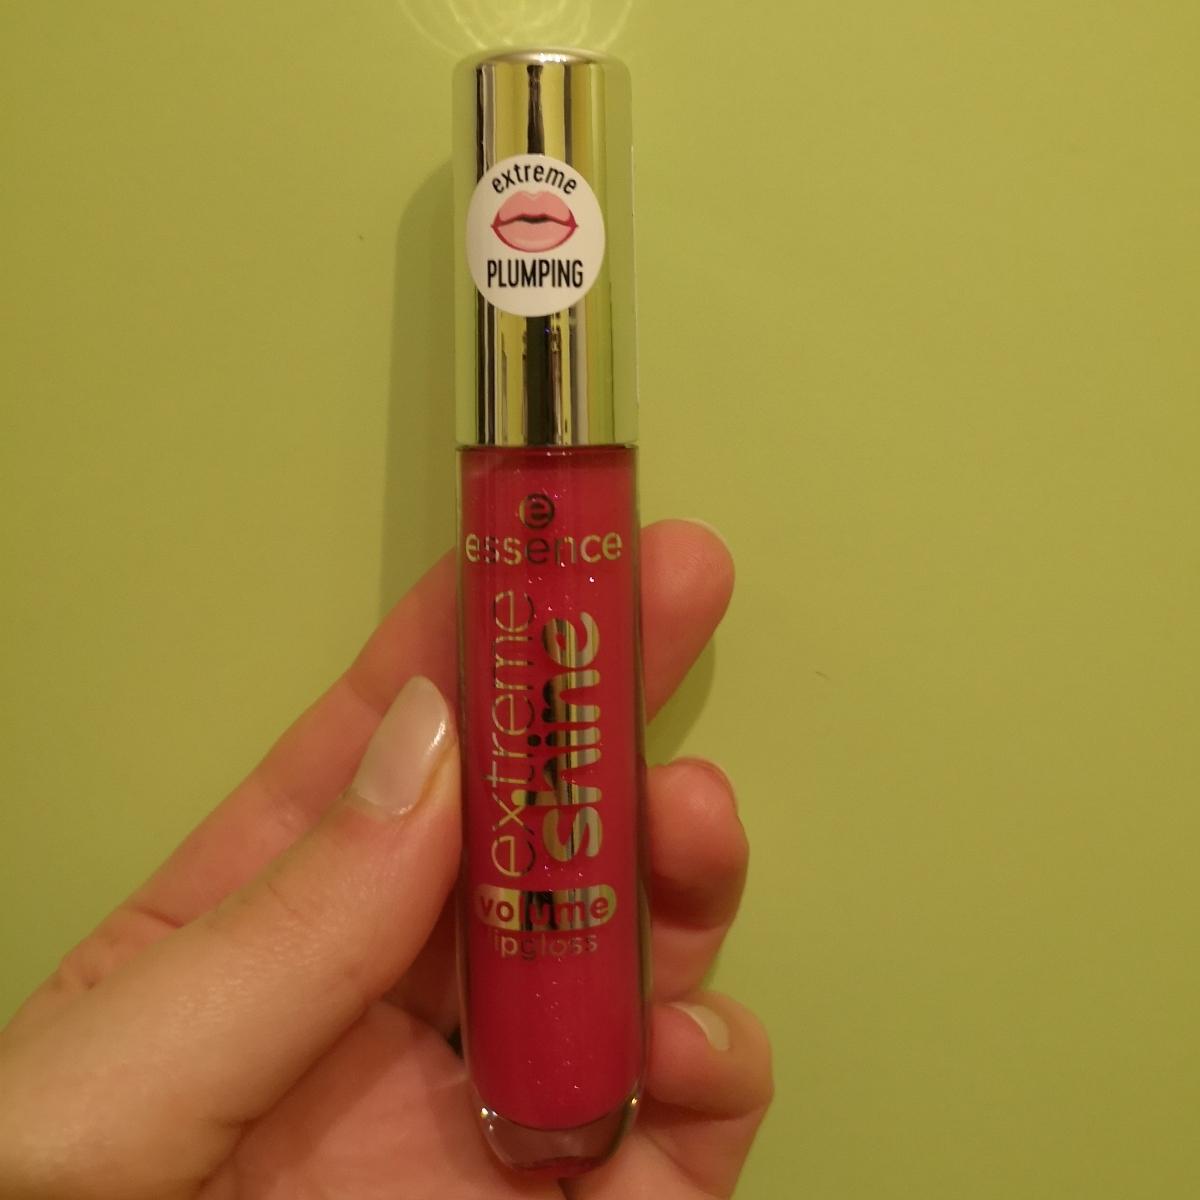 extreme
PLUMPING
e
essence
extreme
shine
volume
lipgloss